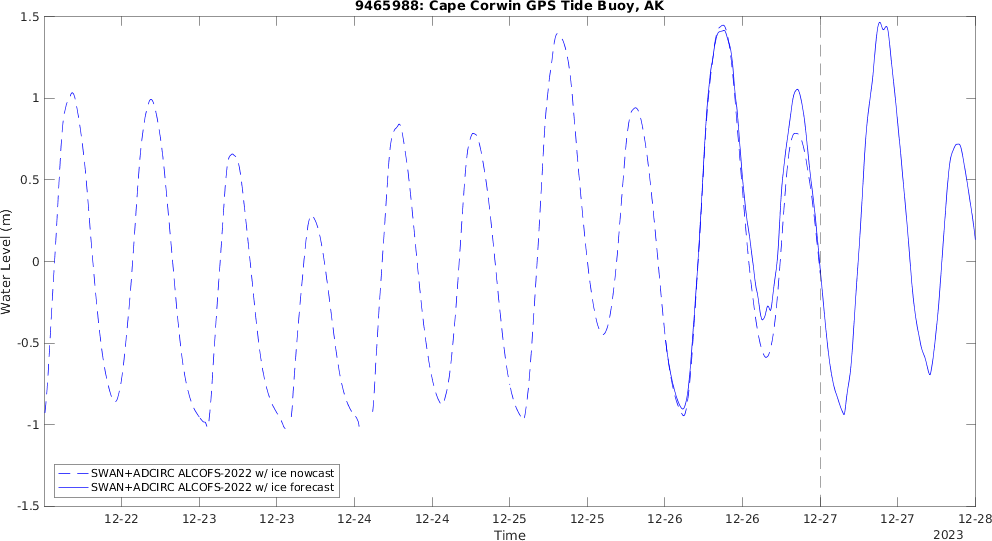 9465988: Cape Corwin GPS Tide Buoy, AK
1.5
1
0.5
0
-0.5
-1
-1.5
Water Level (m)
SWAN+ADCIRC ALCOFS-2022 w/ ice nowcast
SWAN+ADCIRC ALCOFS-2022 w/ ice forecast
12-22 12-23 12-23 12-24 12-24 12-25 12-25 12-26 12-26 12-27 12-27 12-28
Time
2023